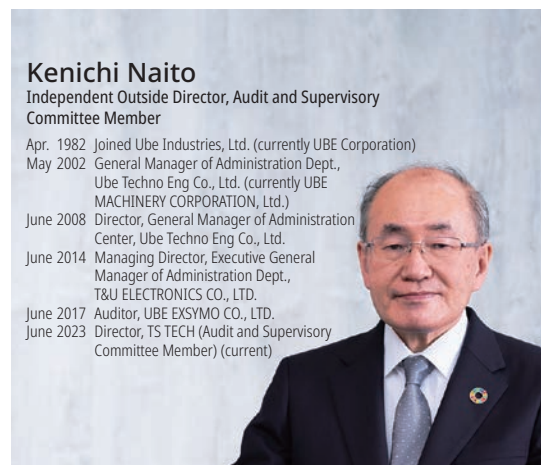 Kenichi Naito
Independent Outside Director, Audit and Supervisory
Committee Member
Apr. 1982 Joined Ube Industries, Ltd. (currently UBE Corporation)
May 2002 General Manager of Administration Dept.,
Ube Techno Eng Co., Ltd. (currently UBE
MACHINERY CORPORATION, Ltd.)
June 2008 Director, General Manager of Administration
Center, Ube Techno Eng Co., Ltd.
June 2014 Managing Director, Executive General
Manager of Administration Dept.,
T&U ELECTRONICS CO., LTD.
June 2017 Auditor, UBE EXSYMO CO., LTD.
June 2023 Director, TS TECH (Audit and Supervisory
Committee Member) (current)